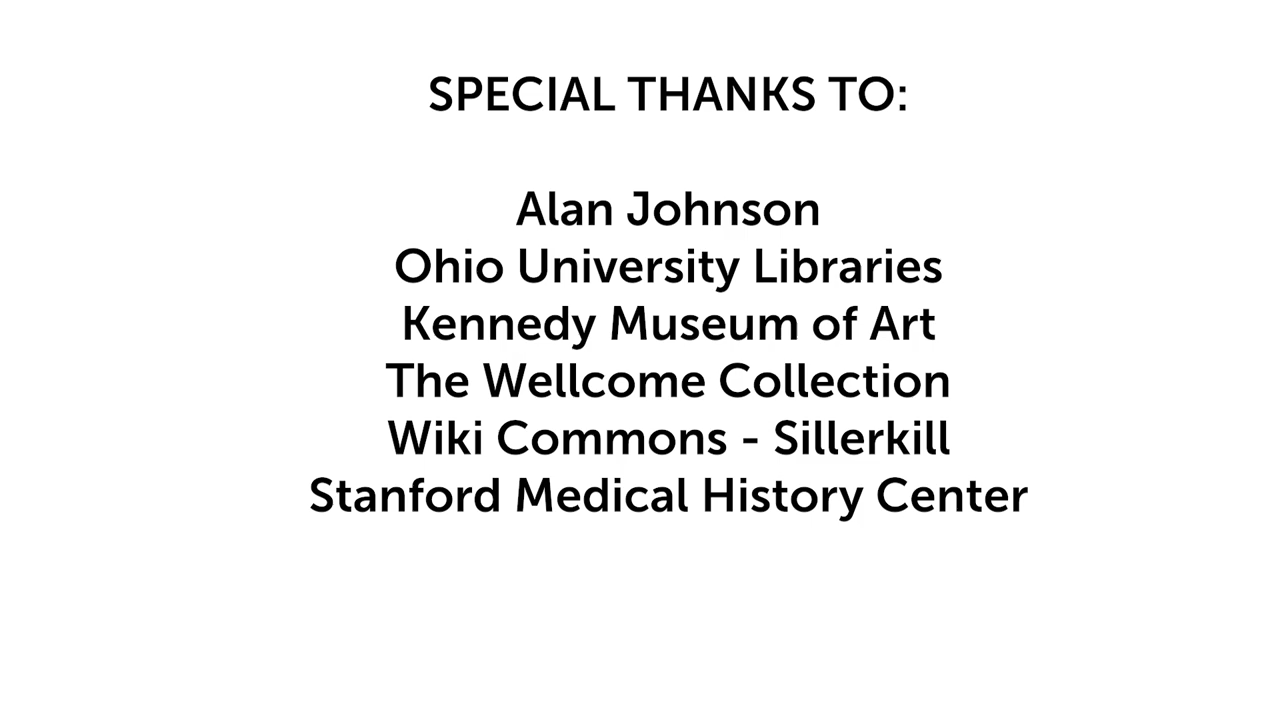 SPECIAL THANKS TO:
Alan Johnson
Ohio University Libraries
Kennedy Museum of Art
The Wellcome Collection
Wiki Commons - Sillerkill
Stanford Medical History Center